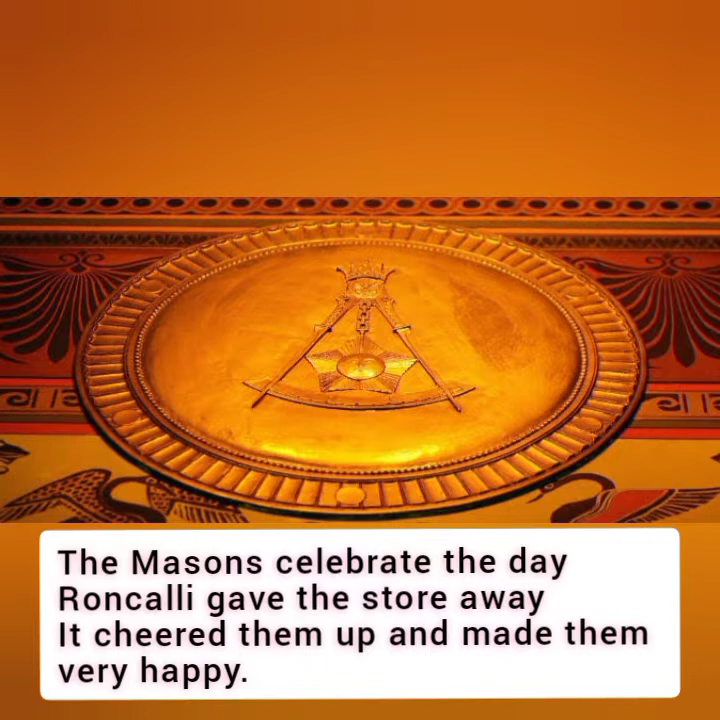 The Masons celebrate the day
Roncalli gave the store away
It cheered them up and made them
very happy.